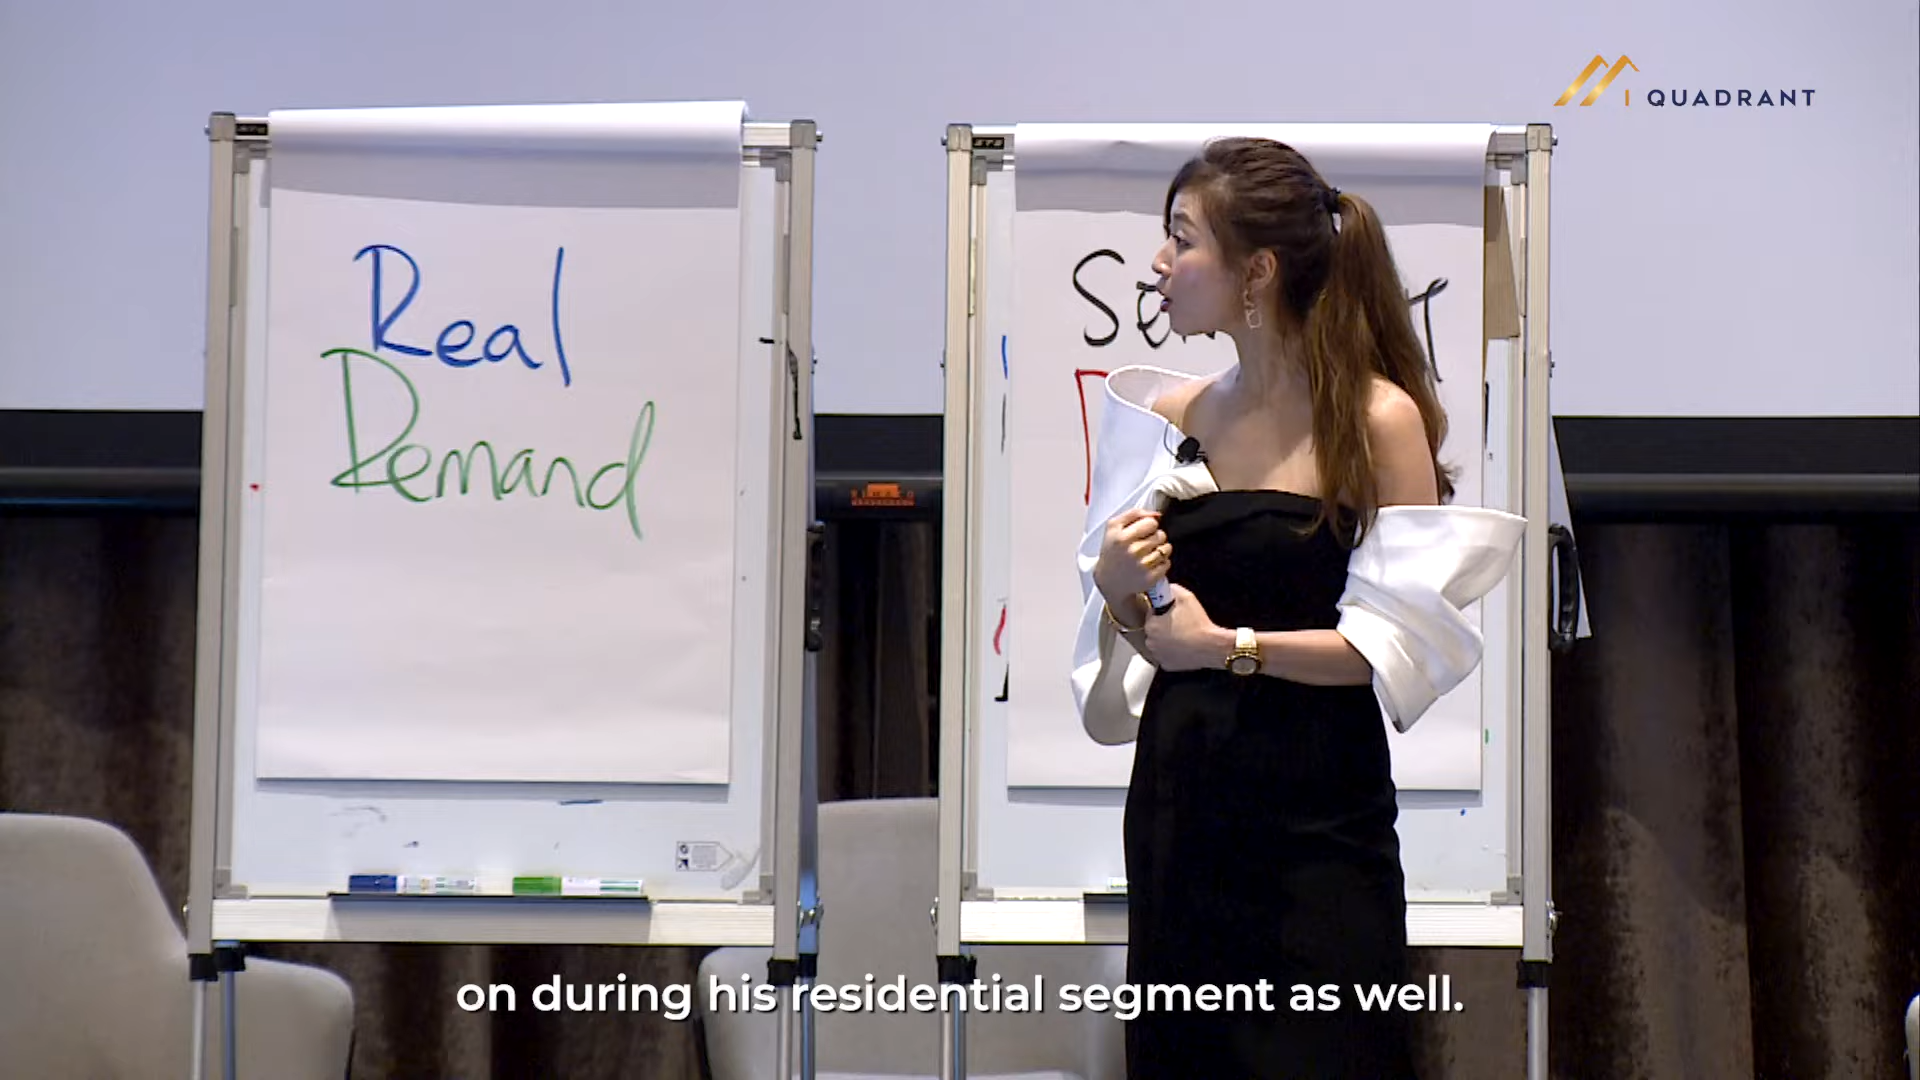 QUADRANT
Real
Demand
on during his residential segment as well.